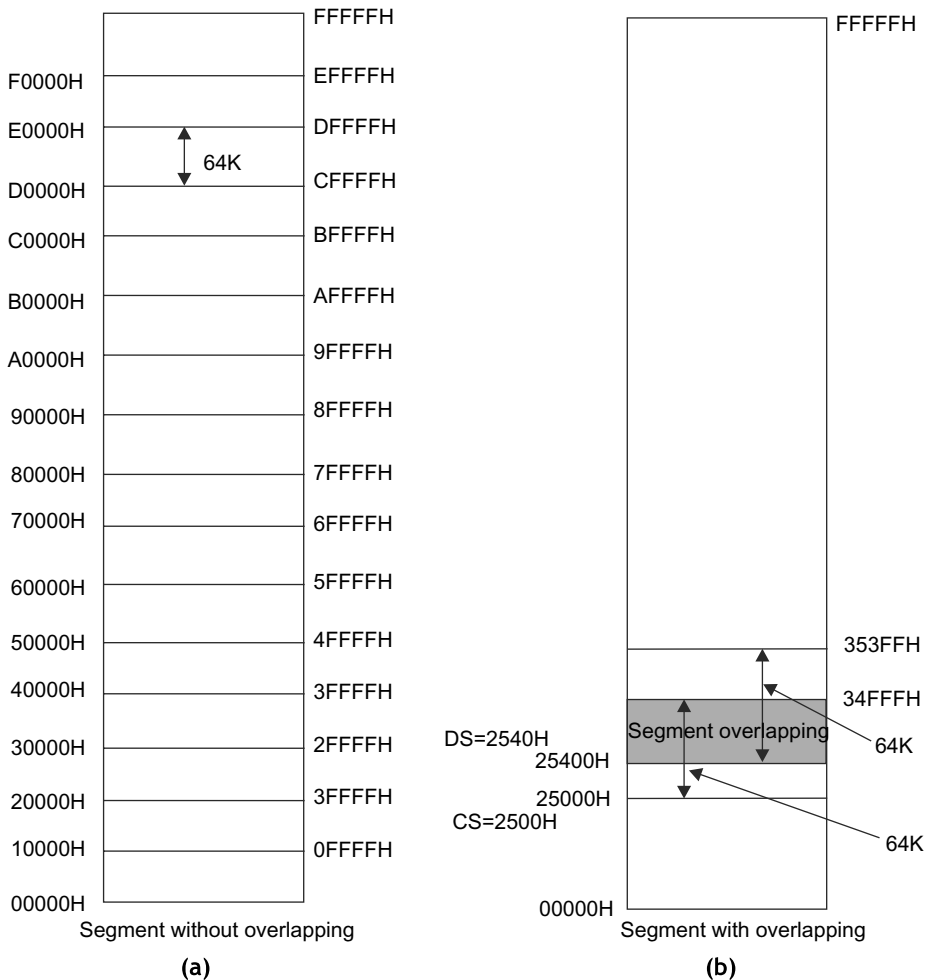 FFFFFH
F0000H
EFFFFH
E0000H
DFFFFH
64K
D0000H
CFFFFH
C0000H
BFFFFH
B0000H
AFFFFH
A0000H
9FFFFH
90000H
8FFFFH
80000H
7FFFFH
70000H
6FFFFH
60000H
5FFFFH
50000H
4FFFFH
40000H
3FFFFH
30000H
2FFFFH
20000H
3FFFFH
10000H
0FFFFH
00000H
Segment without overlapping
(a)
FFFFFH
353FFH
34FFFH
Segment overlapping
DS=2540H
64K
25400H
25000H
CS=2500H
64K
00000H
Segment with overlapping
(b)